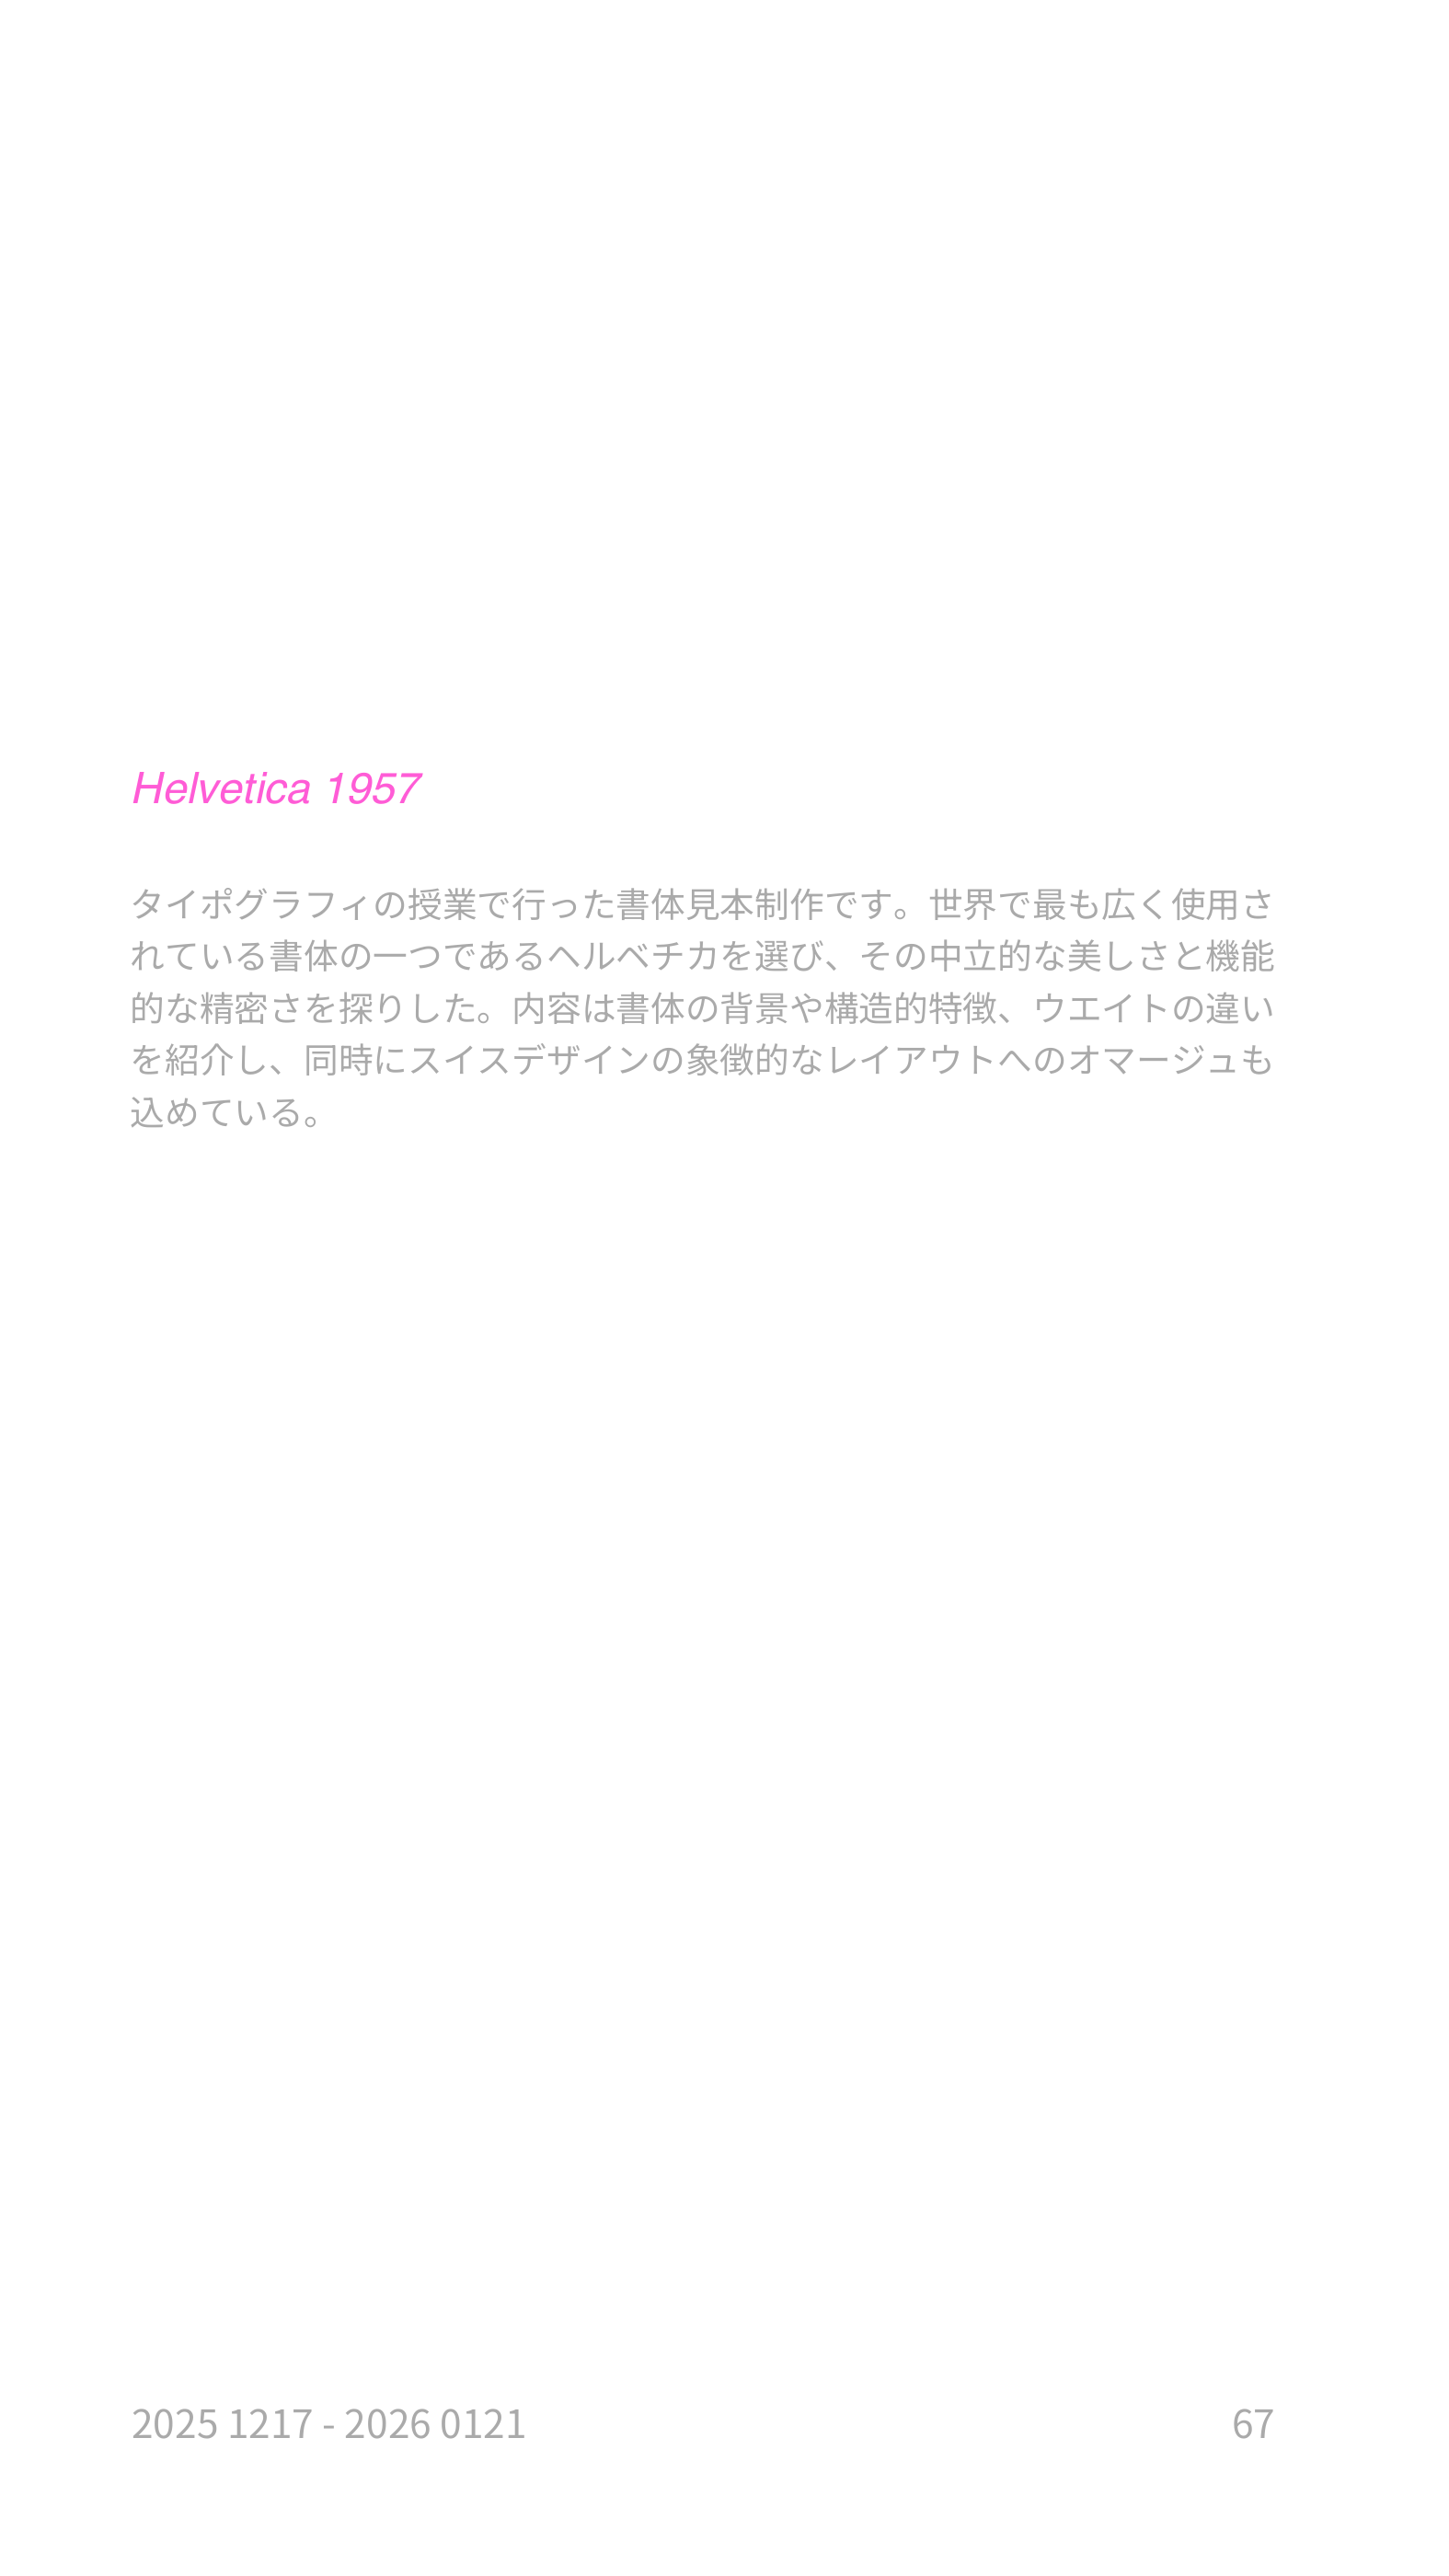 Helvetica 1957
タイポグラフィの授業で行った書体見本制作です。世界で最も広く使用さ
れている書体の一つであるヘルベチカを選び、その中立的な美しさと機能
的な精密さを探りした。内容は書体の背景や構造的特徴、ウエイトの違い
を紹介し、同時にスイスデザインの象徴的なレイアウトへのオマージュも
込めている。
2025 1217 - 2026 0121
67